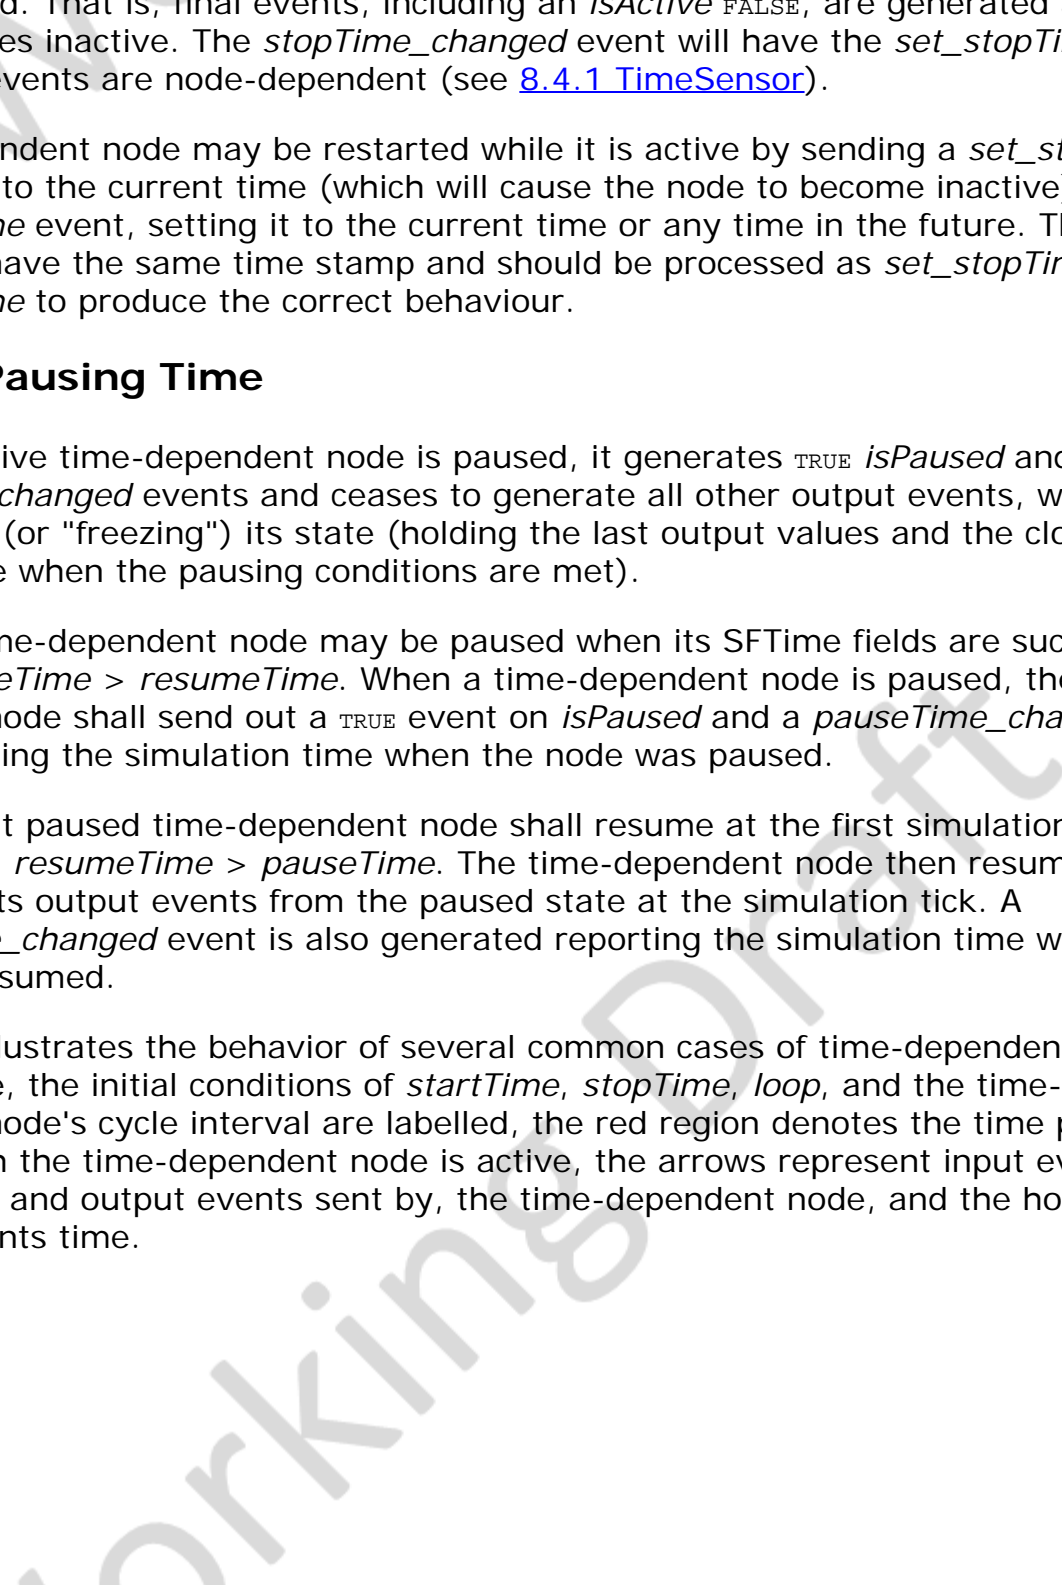 d. That is, final events, including an isActive FALSE, are generated
es inactive. The stopTime_changed event will have the set_stopTi
events are node-dependent (see 8.4.1 TimeSensor).
ndent node may be restarted while it is active by sending a set_st
to the current time (which will cause the node to become inactive)
ne event, setting it to the current time or any time in the future. Th
have the same time stamp and should be processed as set_stopTim
ne to produce the correct behaviour.
Pausing Time
tive time-dependent node is paused, it generates TRUE isPaused and
changed events and ceases to generate all other output events, w
(or "freezing") its state (holding the last output values and the clo
e when the pausing conditions are met).
me-dependent node may be paused when its SFTime fields are suc
eTime > resumeTime. When a time-dependent node is paused, the
node shall send out a TRUE event on isPaused and a pauseTime_cha
ing the simulation time when the node was paused.
t paused time-dependent node shall resume at the first simulation
resumeTime > pauseTime. The time-dependent node then resum
ts output events from the paused state at the simulation tick. A
e_changed event is also generated reporting the simulation time w
sumed.
lustrates the behavior of several common cases of time-dependen
e, the initial conditions of startTime, stopTime, loop, and the time-
node's cycle interval are labelled, the red region denotes the time p
h the time-dependent node is active, the arrows represent input ev
and output events sent by, the time-dependent node, and the ho
nts time.
orking Draft